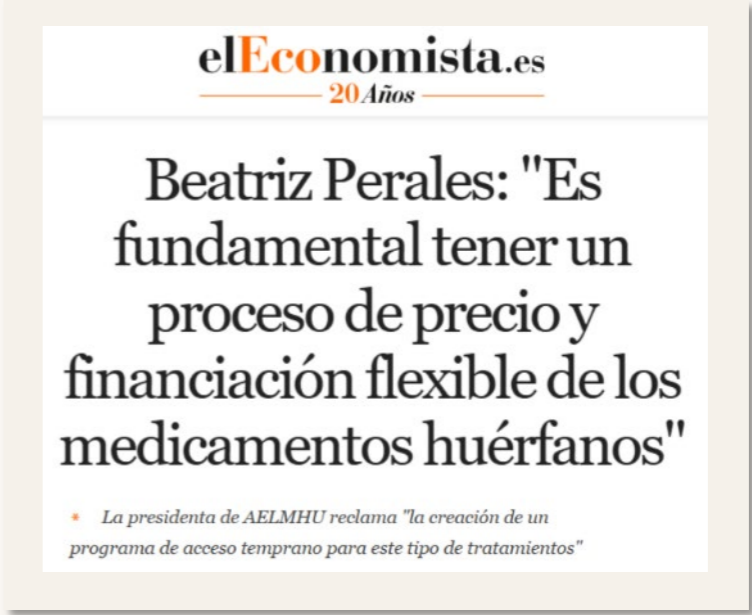 elEconomista.es
20 Años
Beatriz Perales: "Es
fundamental tener un
proceso de precio y
financiación flexible de los
medicamentos huérfanos"
* La presidenta de AELMHU reclama "la creación de un
programa de acceso temprano para este tipo de tratamientos"